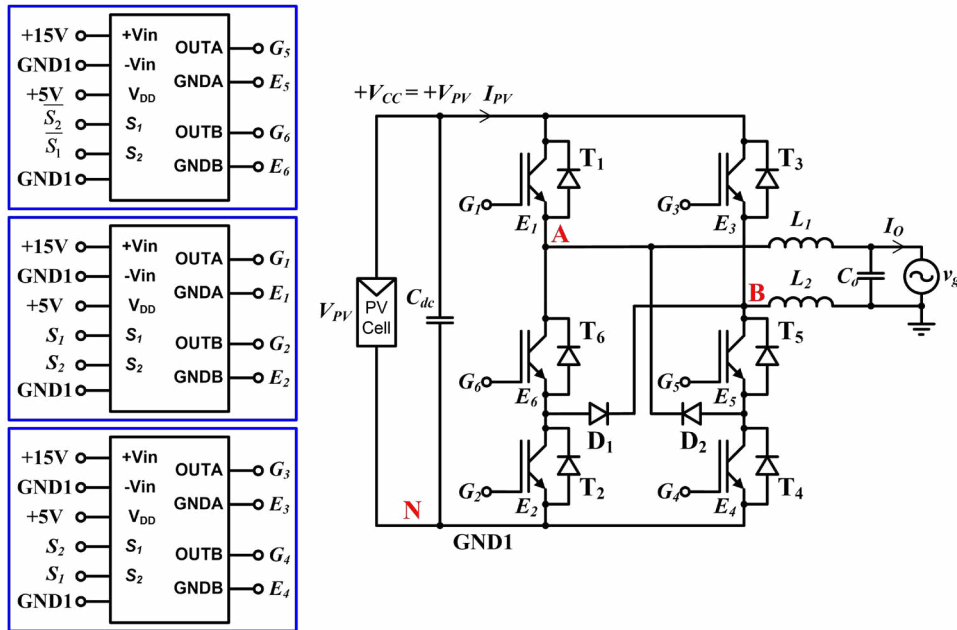 +15V
GND1
+5V
S2
S1
GND1
+Vin
-Vin
VDD
S1
S2
OUTA
GNDA
OUTB
GNDB
G5
E5
G6
E6
+15V
GND1
+5V
S1
S2
GND1
+Vin
-Vin
VDD
S1
S2
OUTA
GNDA
OUTB
GNDB
G1
E1
G2
E2
+15V
GND1
+5V
S2
S1
GND1
+Vin
-Vin
VDD
S1
S2
OUTA
GNDA
OUTB
GNDB
G3
E3
G4
E4
+VCC = +VPV IPV
T1
T3
G1
E1
G3
E3
A
L1
IO
B
L2
Co
vg
VPV
PV
Cell
Cdc
T6
T5
G6
E6
G5
E5
D1
D2
G2
E2
T2
G4
E4
T4
N
GND1